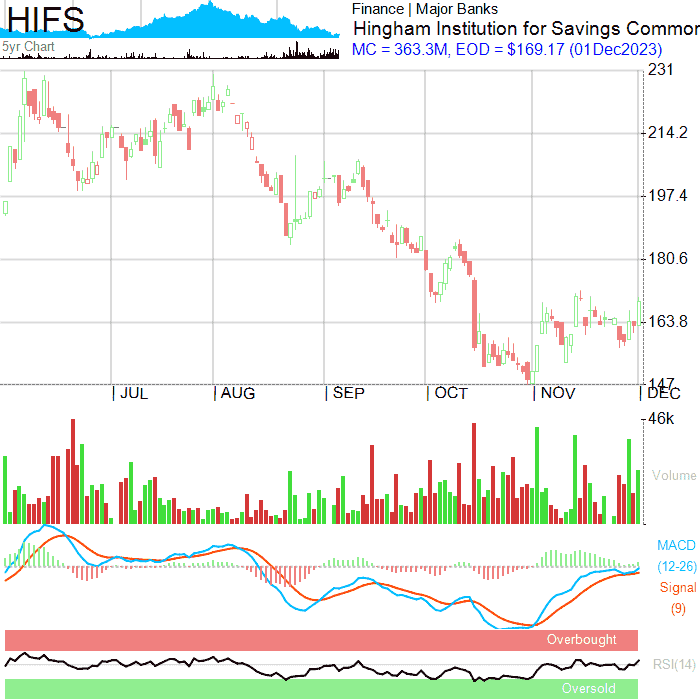 HIFS
5yr Chart
Finance | Major Banks
Hingham Institution for Savings Common
MC = 363.3M, EOD = $169.17 (01Dec2023)
231
214.2
197.4
180.6
163.8
147
| JUL | AUG | SEP | OCT | NOV | DEC
46k
Volume
MACD
(12-26)
Signal
(9)
Overbought
RSI(14)
Oversold